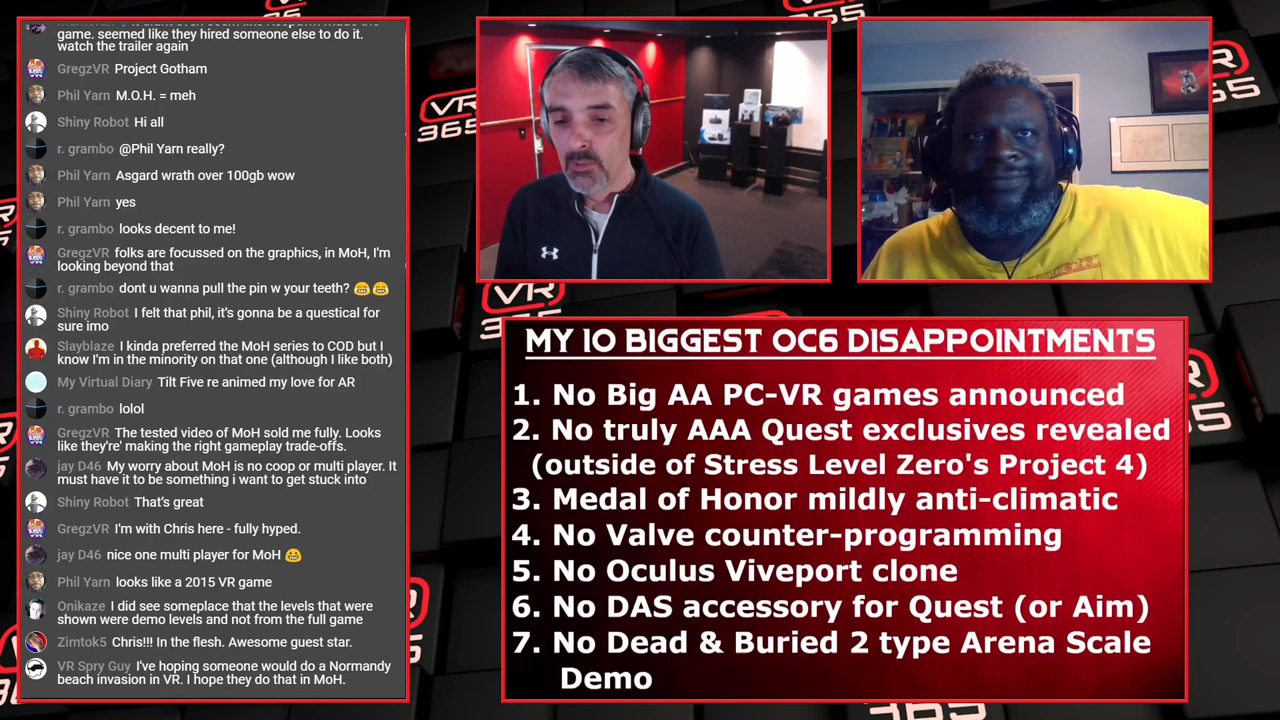 game. seemed like they hired someone else to do it.
watch the trailer again
GregzVR Project Gotham
Phil Yarn M.O.H. = meh
Shiny Robot Hi all
r. grambo @Phil Yarn really?
Phil Yarn Asgard wrath over 100gb wow
Phil Yarn yes
r. grambo looks decent to me!
GregzVR folks are focussed on the graphics, in MoH, I'm
looking beyond that
r. grambo dont u wanna pull the pin w your teeth? 😂😂
Shiny Robot I felt that phil, it's gonna be a questical for
sure imo
Slayblaze I kinda preferred the MoH series to COD but I
know I'm in the minority on that one (although I like both)
My Virtual Diary Tilt Five re animed my love for AR
r. grambo lolol
GregzVR The tested video of MoH sold me fully. Looks
like they're' making the right gameplay trade-offs.
jay D46 My worry about MoH is no coop or multi player. It
must have it to be something i want to get stuck into
Shiny Robot That's great
GregzVR I'm with Chris here - fully hyped.
jay D46 nice one multi player for MoH 😀
Phil Yarn looks like a 2015 VR game
Onikaze I did see someplace that the levels that were
shown were demo levels and not from the full game
Zimtok5 Chris!!! In the flesh. Awesome guest star.
VR Spry Guy I've hoping someone would do a Normandy
beach invasion in VR. I hope they do that in MoH.
VR
365
MY 10 BIGGEST OC6 DISAPPOINTMENTS
1. No Big AA PC-VR games announced
2. No truly AAA Quest exclusives revealed
(outside of Stress Level Zero's Project 4)
3. Medal of Honor mildly anti-climatic
4. No Valve counter-programming
5. No Oculus Viveport clone
6. No DAS accessory for Quest (or Aim)
7. No Dead & Buried 2 type Arena Scale
Demo